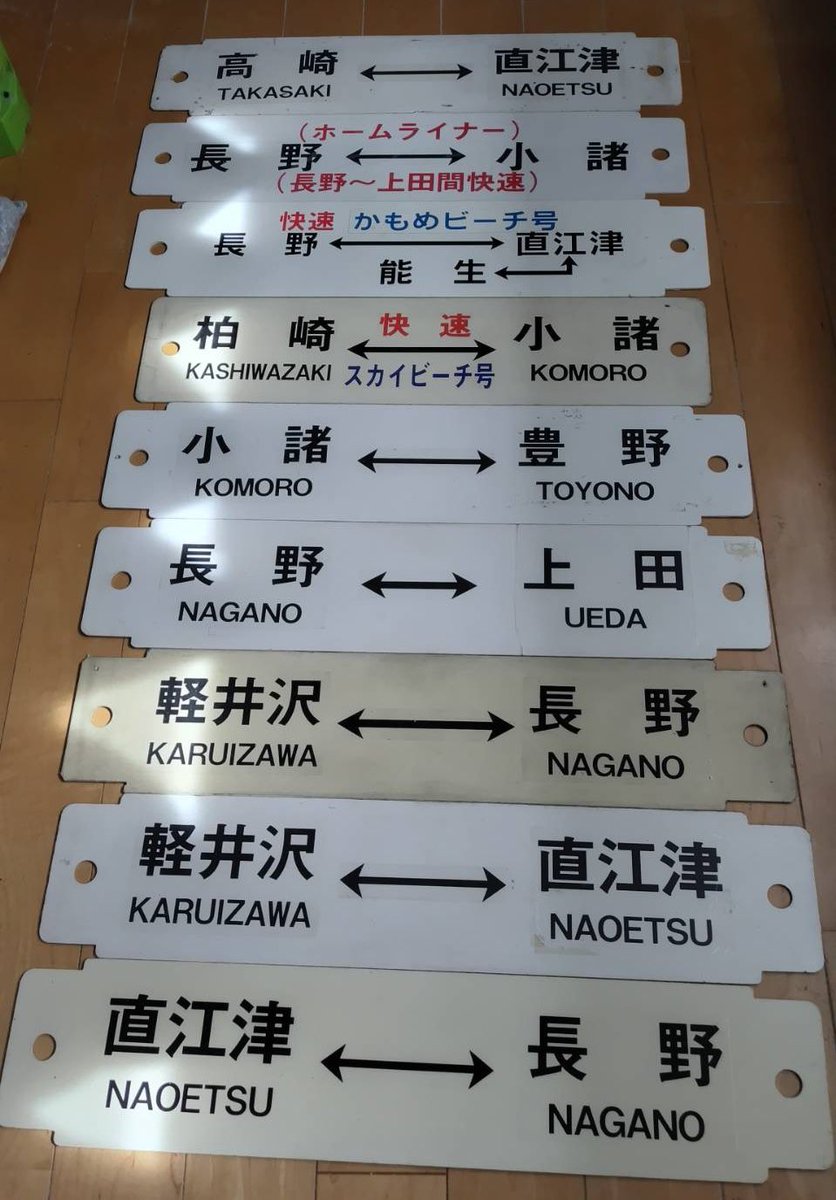 高崎 ↔ 直江津
TAKASAKI NAOETSU
(ホームライナー)
長野 ↔ 小諸
(長野～上田間快速)
快速 かもめビーチ号
長野 ↔ 直江津
能生 ↔
柏崎 快速 小諸
KASHIWAZAKI スカイビーチ号 KOMORO
小諸 ↔ 豊野
KOMORO TOYONO
長野 ↔ 上田
NAGANO UEDA
軽井沢 ↔ 長野
KARUIZAWA NAGANO
軽井沢 ↔ 直江津
KARUIZAWA NAOETSU
直江津 ↔ 長野
NAOETSU NAGANO